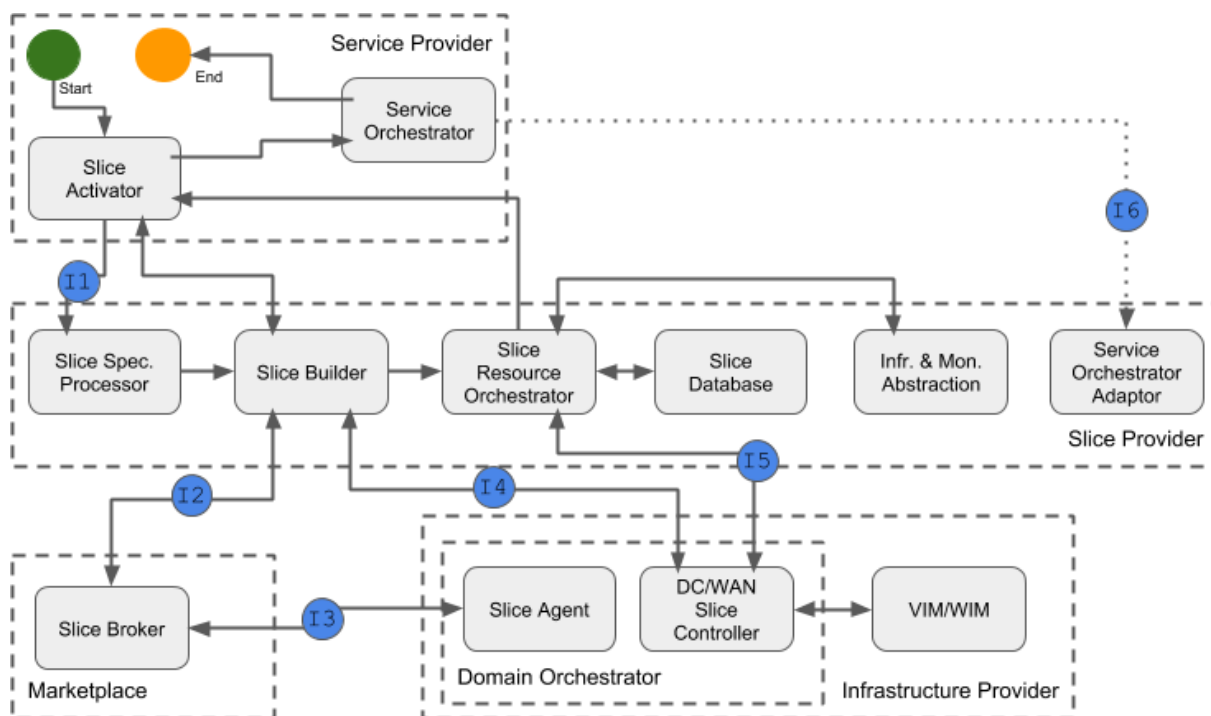 Service Provider
Start
End
Service
Orchestrator
Slice
Activator
I6
I1
Slice Spec.
Processor
Slice Builder
Slice
Resource
Orchestrator
Slice
Database
Infr. & Mon.
Abstraction
Service
Orchestrator
Adaptor
Slice Provider
I2
I4
I5
Slice Broker
Marketplace
I3
Slice Agent
DC/WAN
Slice
Controller
VIM/WIM
Domain Orchestrator
Infrastructure Provider